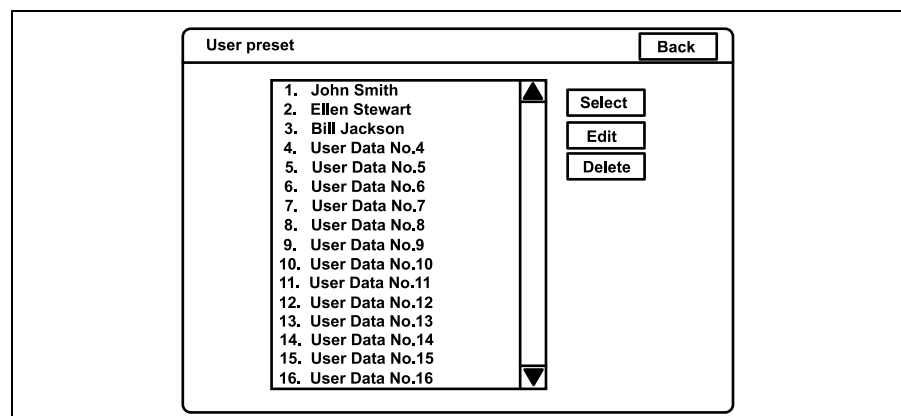 User preset
Back
1. John Smith
2. Ellen Stewart
3. Bill Jackson
4. User Data No.4
5. User Data No.5
6. User Data No.6
7. User Data No.7
8. User Data No.8
9. User Data No.9
10. User Data No.10
11. User Data No.11
12. User Data No.12
13. User Data No.13
14. User Data No.14
15. User Data No.15
16. User Data No.16
Select
Edit
Delete